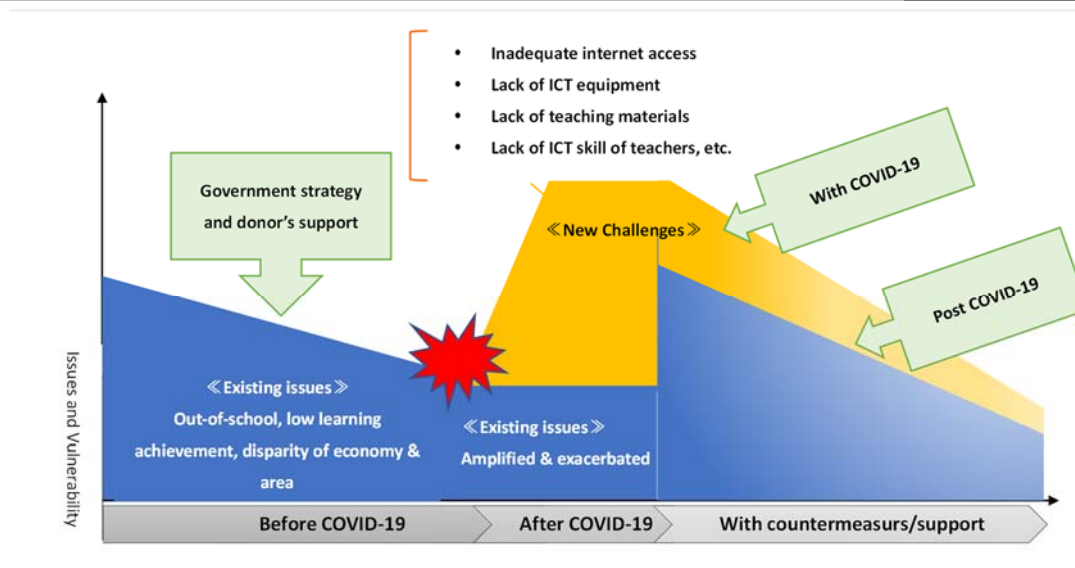 • Inadequate internet access
• Lack of ICT equipment
• Lack of teaching materials
• Lack of ICT skill of teachers, etc.
Government strategy
and donor's support
With COVID-19
≪New Challenges≫
Post COVID-19
Issues and Vulnerability
≪Existing issues≫
Out-of-school, low learning
achievement, disparity of economy &
area
≪Existing issues≫
Amplified & exacerbated
Before COVID-19
After COVID-19
With countermeasurs/support